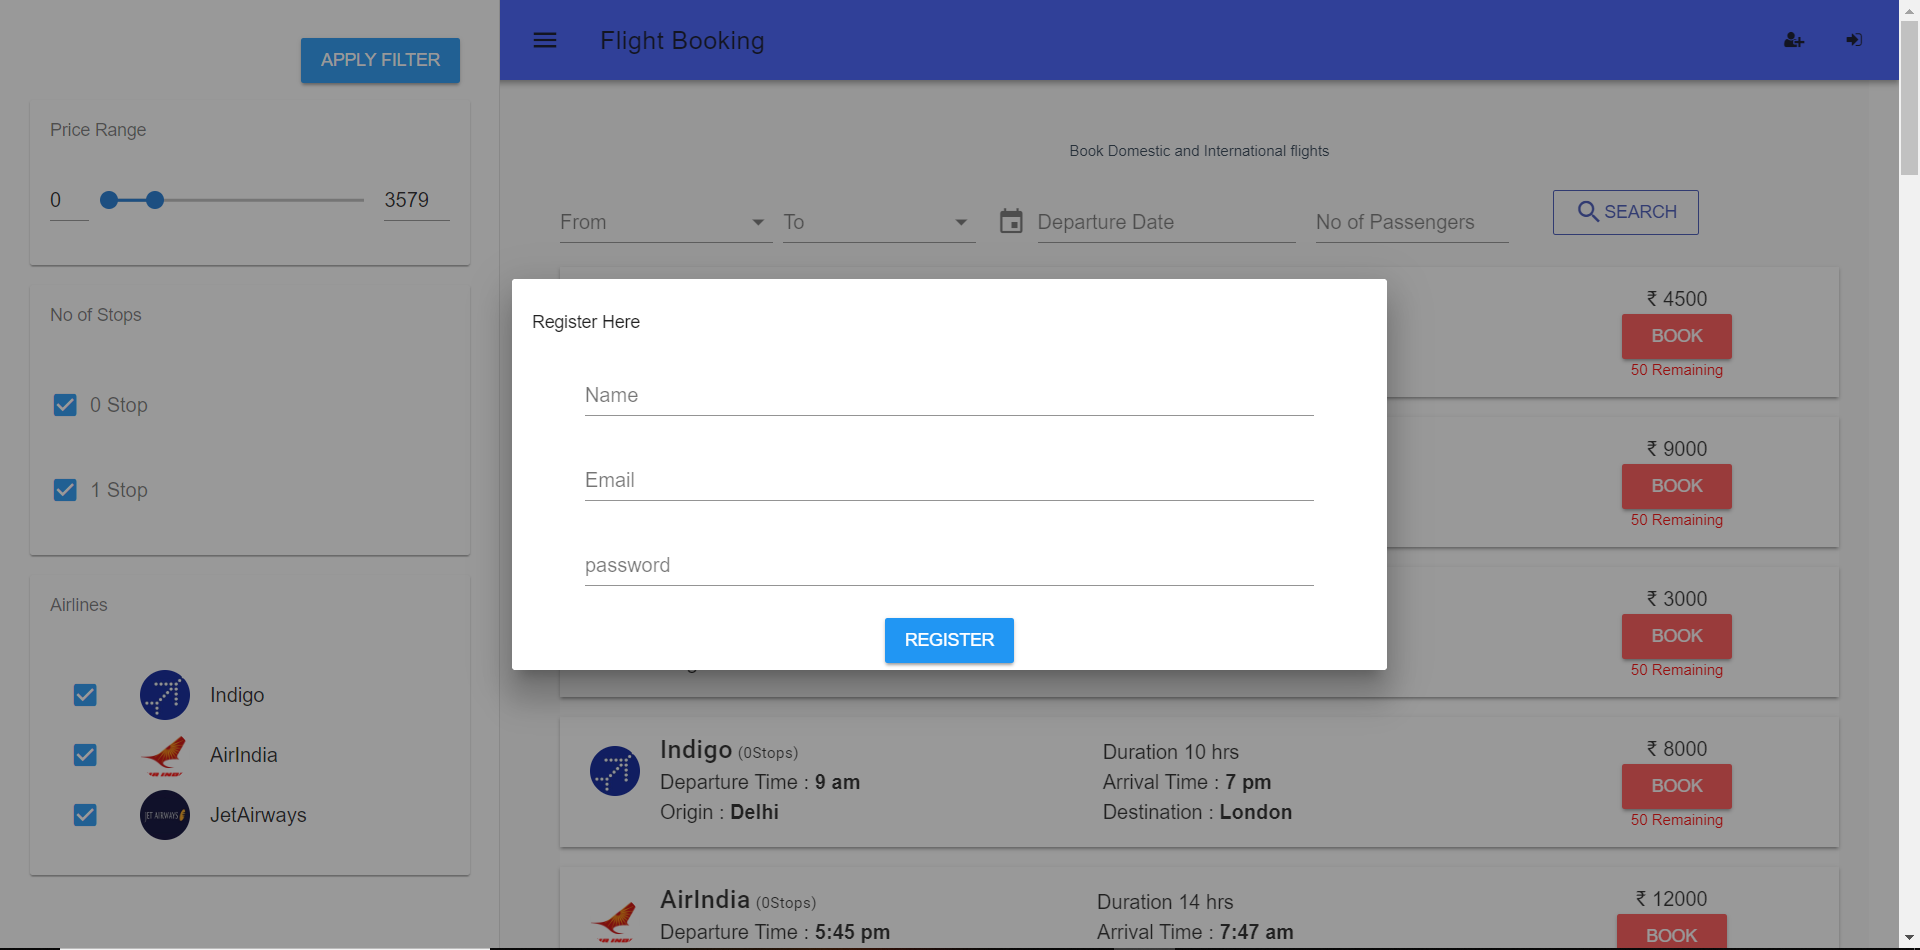 APPLY FILTER
Price Range
0
3579
No of Stops
0 Stop
1 Stop
Airlines
Indigo
AirIndia
JET AIRWAYS
JetAirways
Flight Booking
Book Domestic and International flights
From
To
Departure Date
No of Passengers
SEARCH
Register Here
Name
Email
password
REGISTER
₹ 4500
BOOK
50 Remaining
₹ 9000
BOOK
50 Remaining
₹ 3000
BOOK
50 Remaining
Indigo (0Stops)
Departure Time : 9 am
Origin : Delhi
Duration 10 hrs
Arrival Time : 7 pm
Destination : London
₹ 8000
BOOK
50 Remaining
AirIndia (0Stops)
Departure Time : 5:45 pm
Duration 14 hrs
Arrival Time : 7:47 am
₹ 12000
BOOK